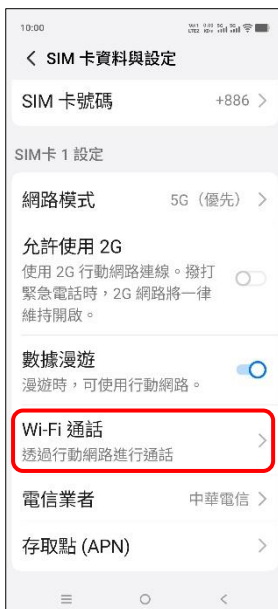 10:00
SIM 卡資料與設定
SIM 卡號碼 +886
SIM卡 1 設定
網路模式 5G（優先）
允許使用 2G
使用 2G 行動網路連線。撥打
緊急電話時，2G 網路將一律
維持開啟。
數據漫遊
漫遊時，可使用行動網路。
Wi-Fi 通話
透過行動網路進行通話
電信業者 中華電信
存取點 (APN)